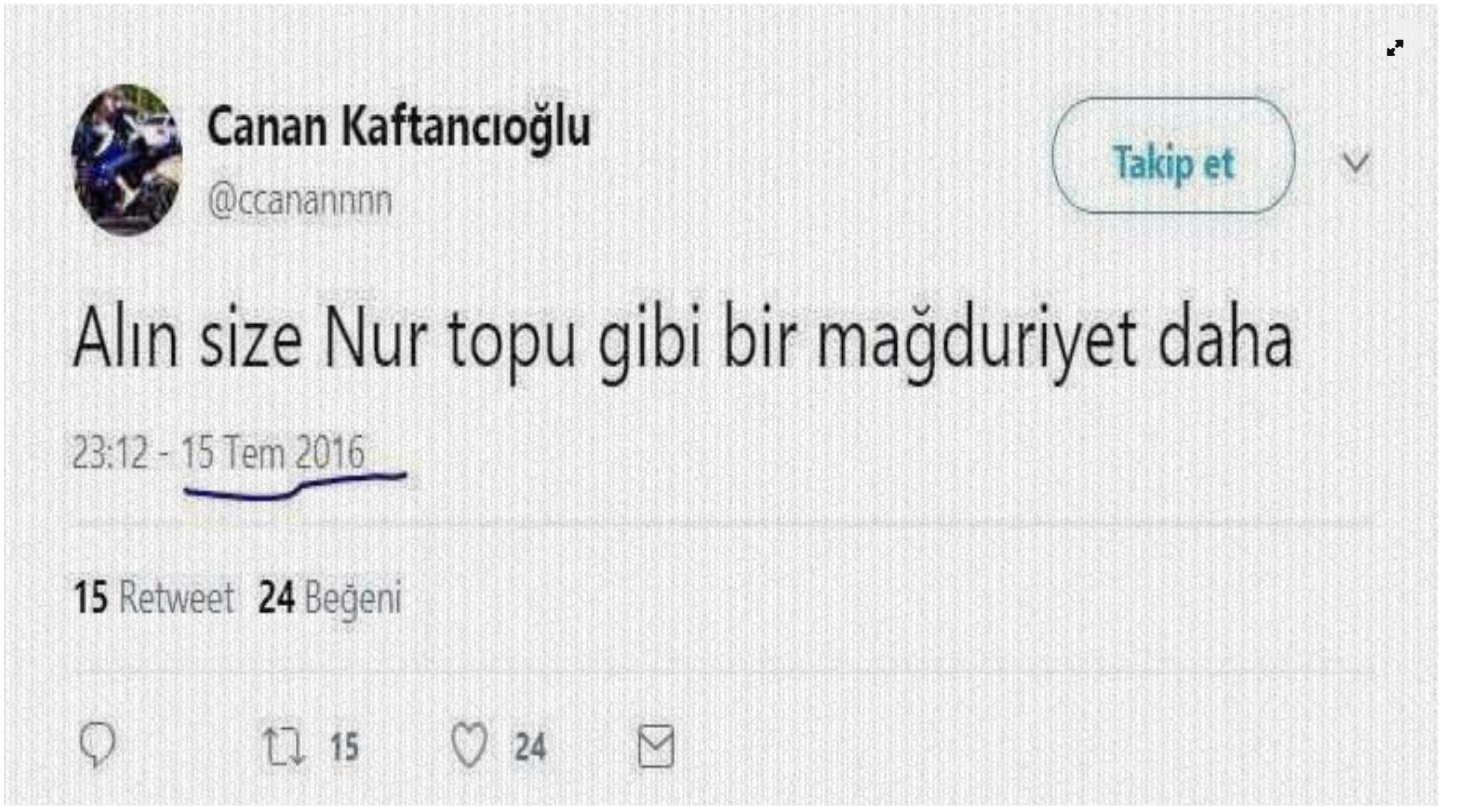 Canan Kaftancıoğlu
@ccanannnn
Takip et
Alın size Nur topu gibi bir mağduriyet daha
23:12 - 15 Tem 2016
15 Retweet 24 Beğeni
15 24